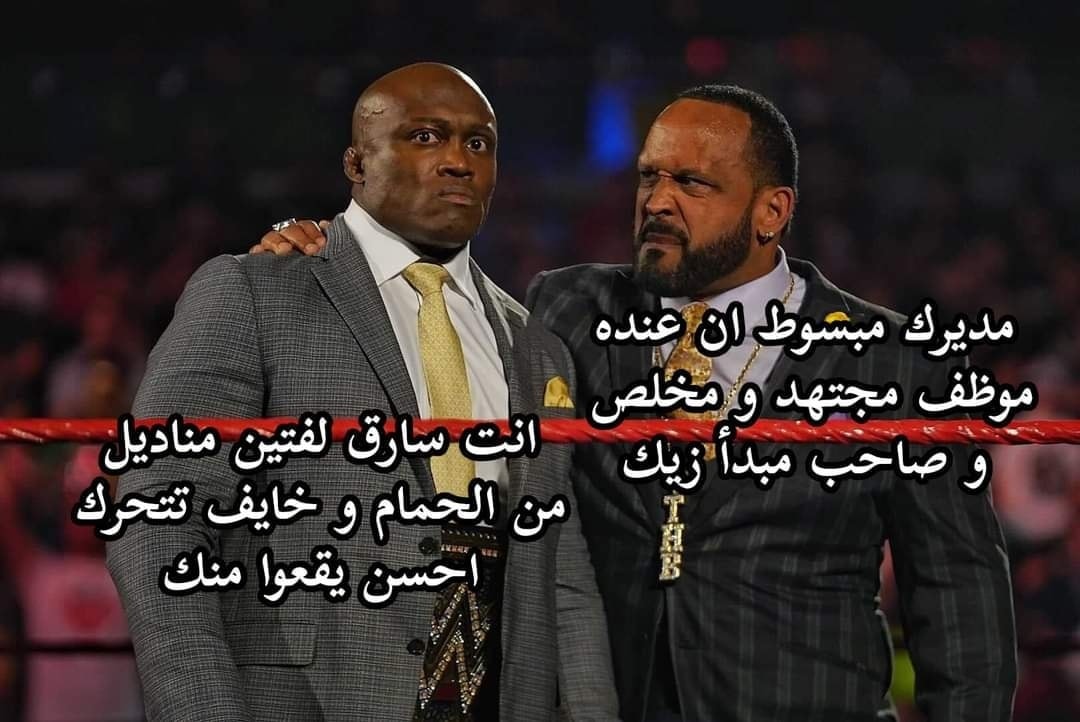 مديرك مبسوط ان عنده
موظف مجتهد و مخلص
و صاحب مبدأ زيك
انت سارق لفتين مناديل
من الحمام و خايف تتحرك
احسن يقعوا منك
THB